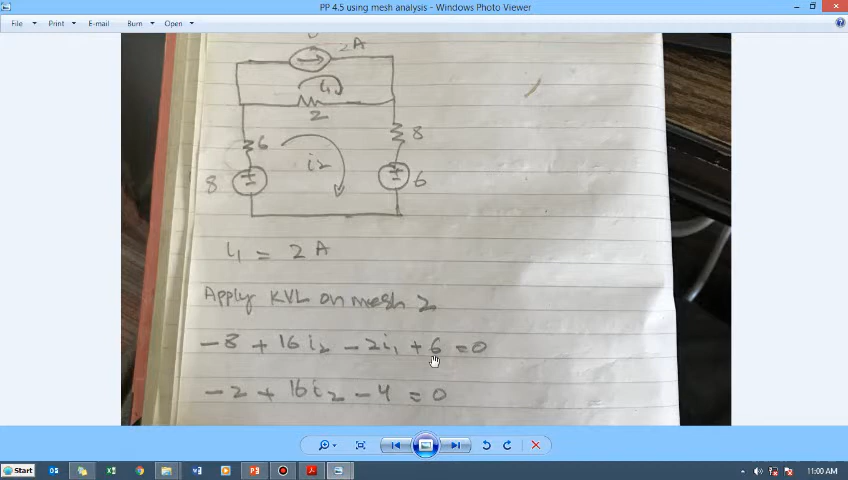 PP 4.5 using mesh analysis - Windows Photo Viewer
File Print E-mail Burn Open
2A
i₁
2
6
8
i₂
8
6
i₁ = 2 A
Apply KVL on mesh 2
-8 + 16i₂ - 2i₁ + 6 = 0
-2 + 16i₂ - 4 = 0
Start
11:00 AM